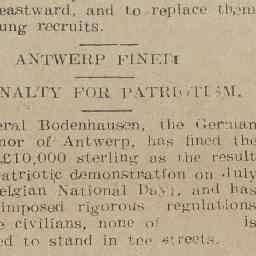 eastward, and to replace them
ung recruits.
ANTWERP FINED
NALTY FOR PATRIOTISM.
eral Bodenhausen, the German
nor of Antwerp, has fined the
£10,000 sterling as the result
atriotic demonstration on July
elgian National Day), and has
imposed rigorous regulations
e civilians, none of is
ed to stand in the streets.